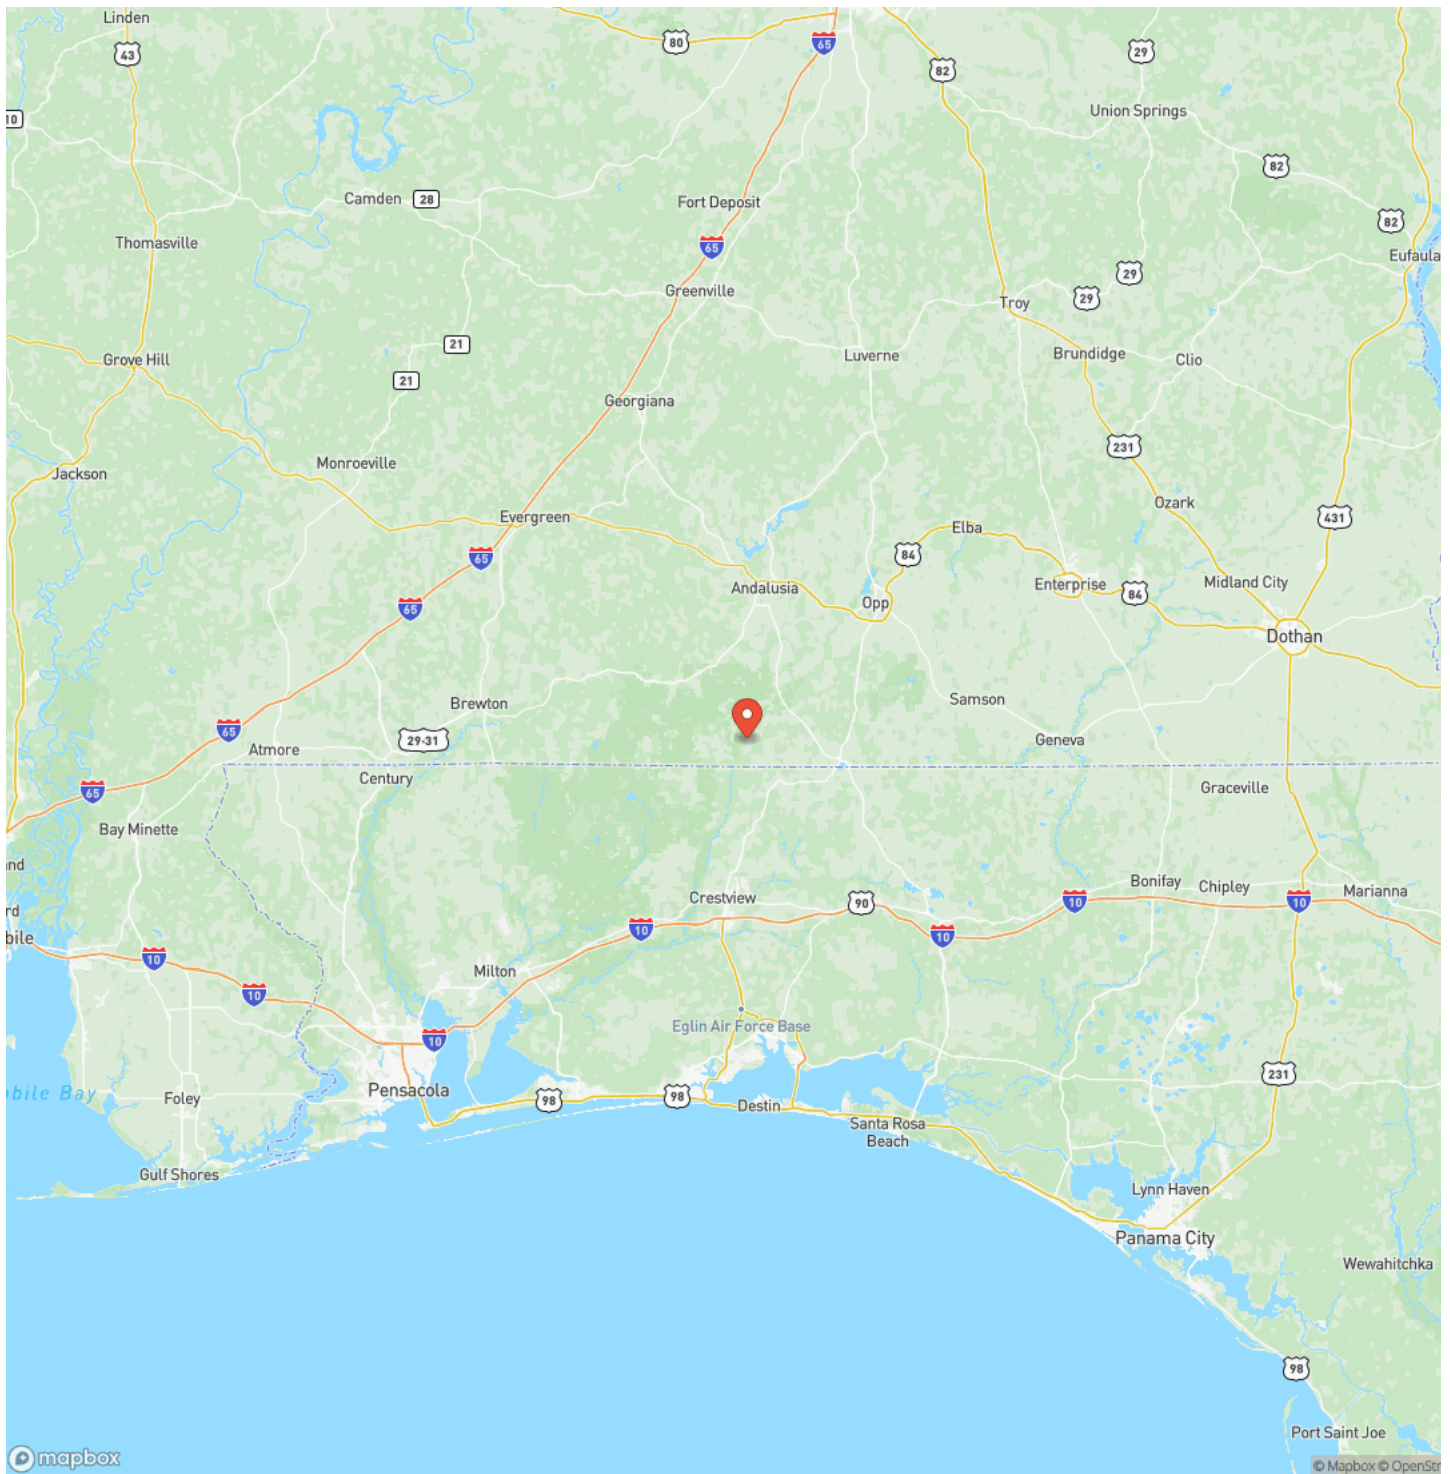 Linden
43
80
65
82
29
10
Union Springs
82
Camden
28
Fort Deposit
82
Thomasville
65
Eufaula
29
Greenville
29
Troy
21
Luverne
Brundidge
Clio
Grove Hill
21
Georgiana
231
Monroeville
Jackson
Ozark
Evergreen
431
Elba
65
84
Andalusia
Midland City
Enterprise
84
65
Opp
Dothan
Samson
Brewton
65
29-31
Geneva
Atmore
Century
Graceville
65
Bay Minette
and
Bonifay
Chipley
Marianna
Crestview
90
10
10
rd
10
10
bile
10
Milton
10
Eglin Air Force Base
10
231
Pensacola
obile Bay
Foley
98
98
Destin
Santa Rosa
Beach
Gulf Shores
Lynn Haven
Panama City
Wewahitchka
98
Port Saint Joe
mapbox
© Mapbox © OpenStr